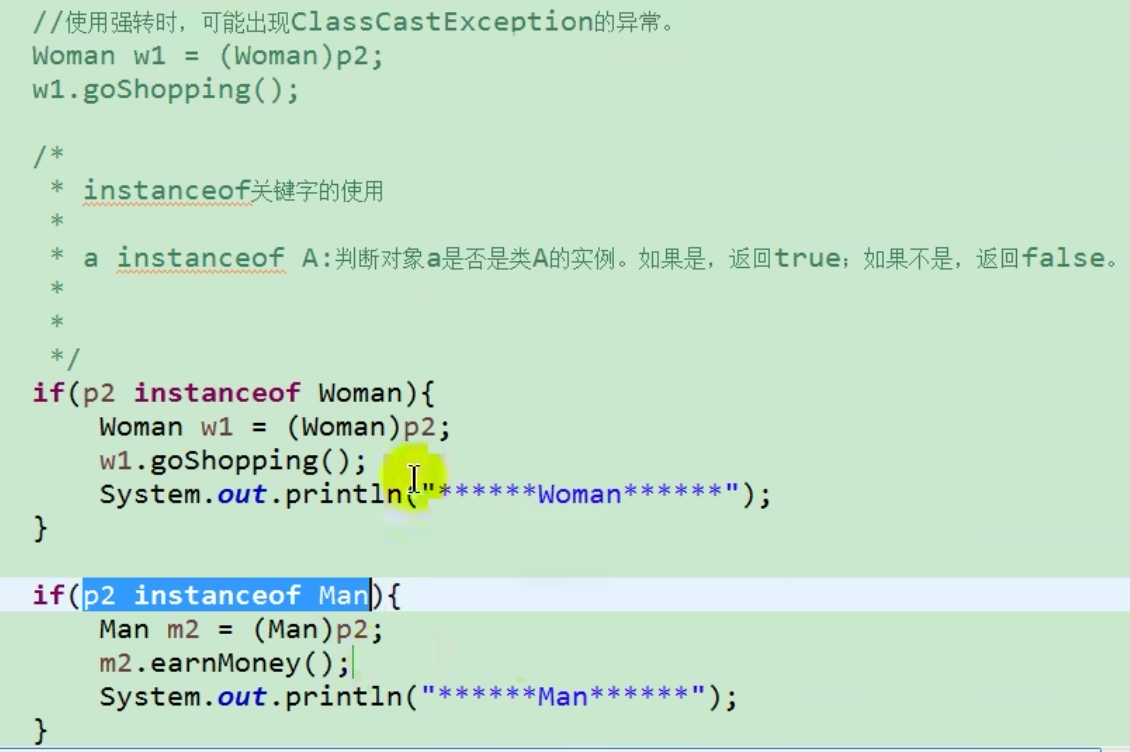 //使用强转时，可能出现ClassCastException的异常。
Woman w1 = (Woman)p2;
w1.goShopping();
/*
* instanceof关键字的使用
*
* a instanceof A:判断对象a是否是类A的实例。如果是，返回true；如果不是，返回false。
*
*
*/
if(p2 instanceof Woman){
Woman w1 = (Woman)p2;
w1.goShopping();
System.out.println("******Woman******");
}
if(p2 instanceof Man){
Man m2 = (Man)p2;
m2.earnMoney();
System.out.println("******Man******");
}